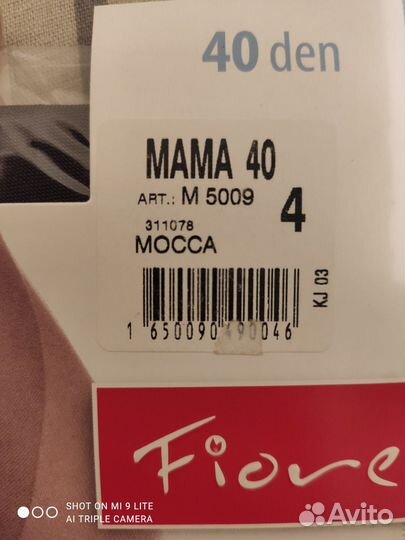 40 den
MAMA 40
ART.: M 5009
4
311078
MOCCA
KJ 03
1 650090 490046
Fiore
SHOT ON MI 9 LITE
AI TRIPLE CAMERA
Avito